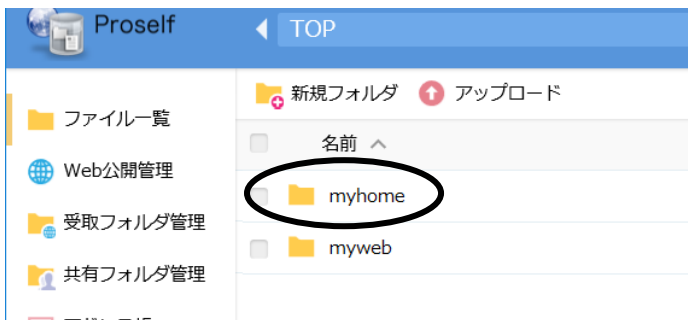 Proself
TOP
新規フォルダ アップロード
ファイル一覧
名前
Web公開管理
myhome
受取フォルダ管理
myweb
共有フォルダ管理